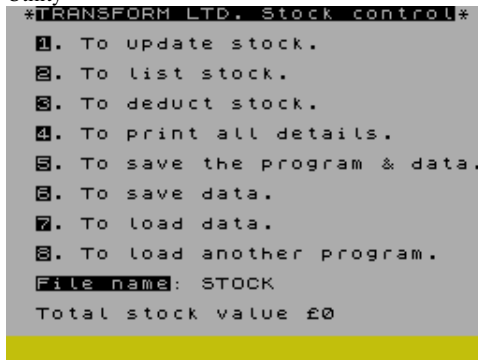 *TRANSFORM LTD. Stock control*
1. To update stock.
2. To list stock.
3. To deduct stock.
4. To print all details.
5. To save the program & data.
6. To save data.
7. To load data.
8. To load another program.
File name: STOCK
Total stock value £0